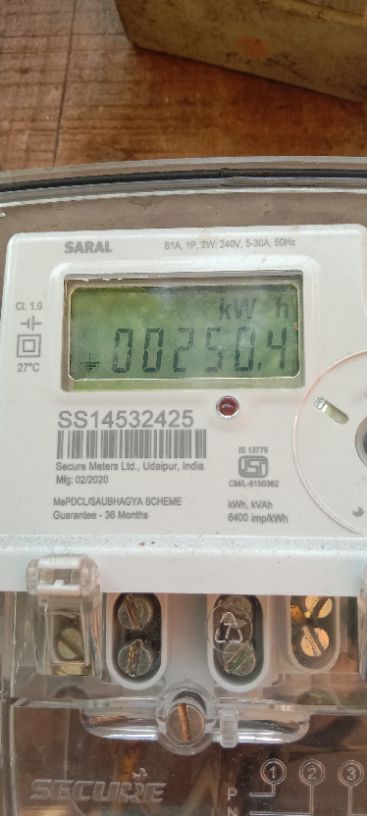 SARAL
S1A, 1P, 2W, 240V, 5-30A, 50Hz
Cl. 1.0
27°C
kW h
00250.4
SS14532425
Secure Meters Ltd., Udaipur, India
Mfg: 02/2020
MePDCL/SAUBHAGYA SCHEME
Guarantee - 36 Months
IS 13779
ISI
CM/L-9150362
kWh, kVAh
6400 imp/kWh
SECURE
P
N
1
2
3